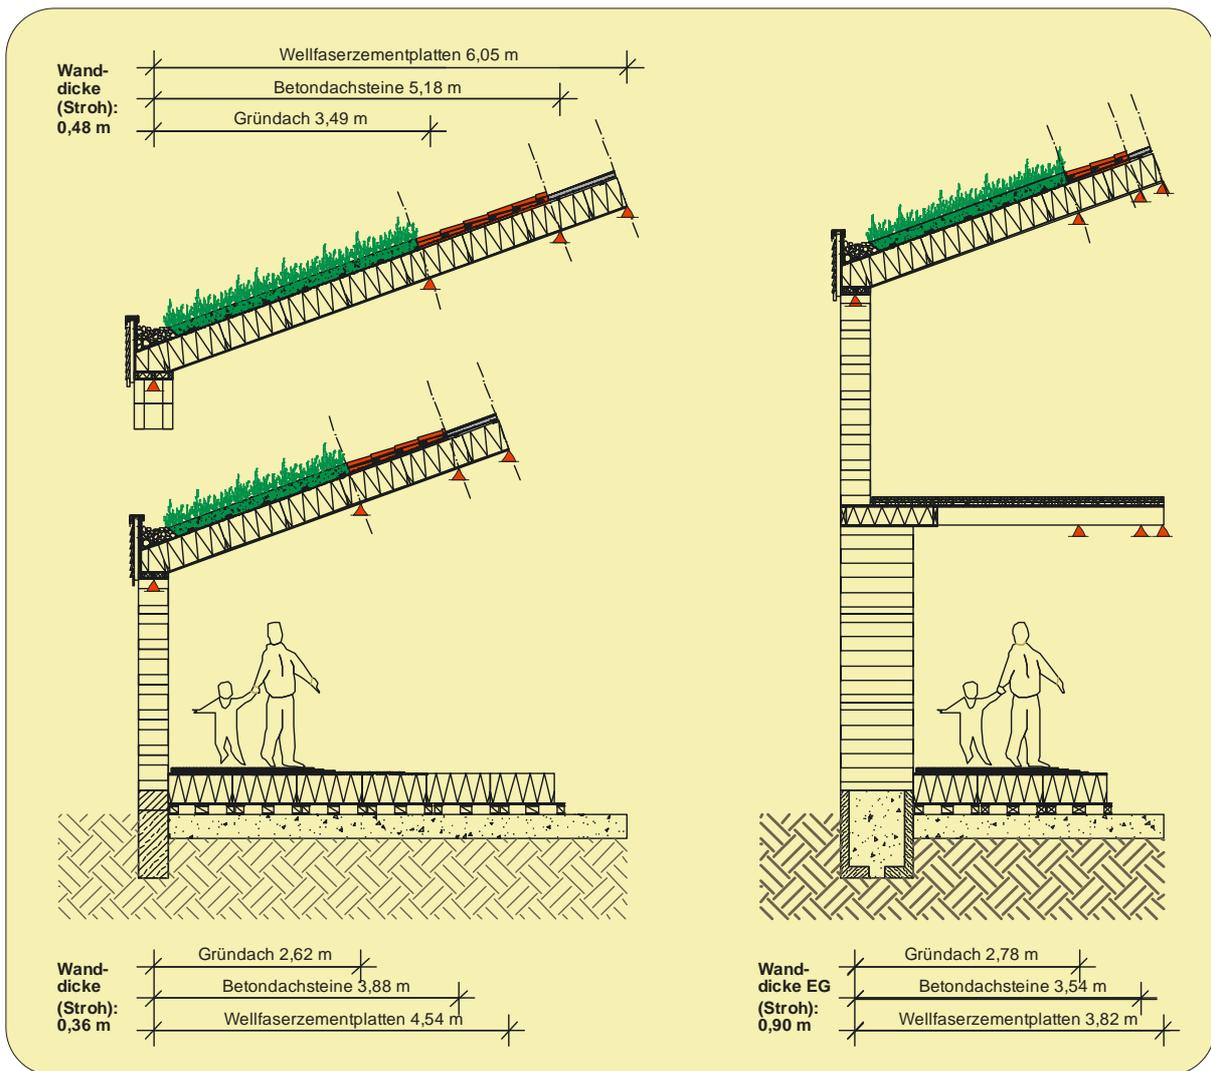 Wand-
dicke
(Stroh):
0,48 m
Wellfaserzementplatten 6,05 m
Betondachsteine 5,18 m
Gründach 3,49 m
Wand-
dicke
(Stroh):
0,36 m
Gründach 2,62 m
Betondachsteine 3,88 m
Wellfaserzementplatten 4,54 m
Wand-
dicke EG
(Stroh):
0,90 m
Gründach 2,78 m
Betondachsteine 3,54 m
Wellfaserzementplatten 3,82 m